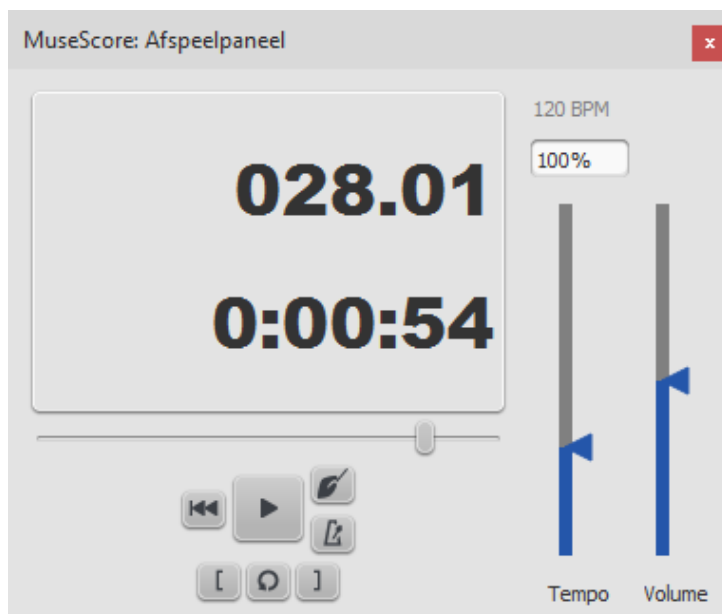 MuseScore: Afspeelpaneel
x
120 BPM
100%
028.01
0:00:54
[ ]
Tempo Volume